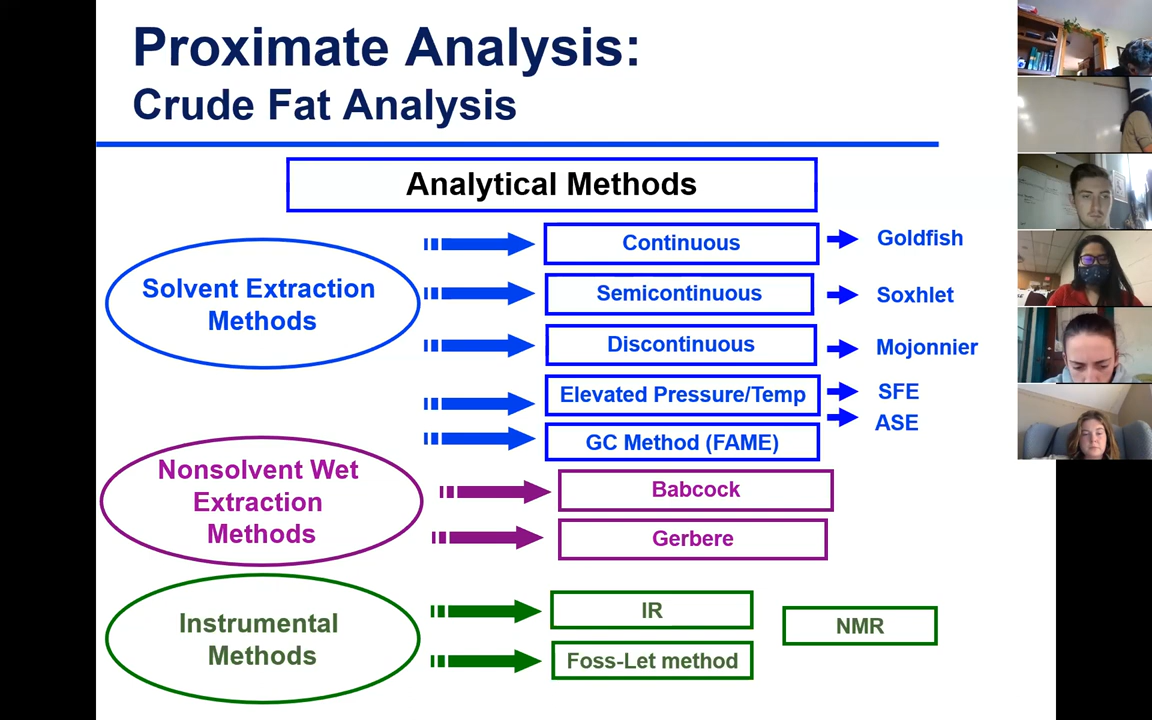 Proximate Analysis:
Crude Fat Analysis
Analytical Methods
Solvent Extraction
Methods
Continuous
Goldfish
Semicontinuous
Soxhlet
Discontinuous
Mojonnier
Elevated Pressure/Temp
SFE
ASE
GC Method (FAME)
Nonsolvent Wet
Extraction
Methods
Babcock
Gerbere
Instrumental
Methods
IR
NMR
Foss-Let method